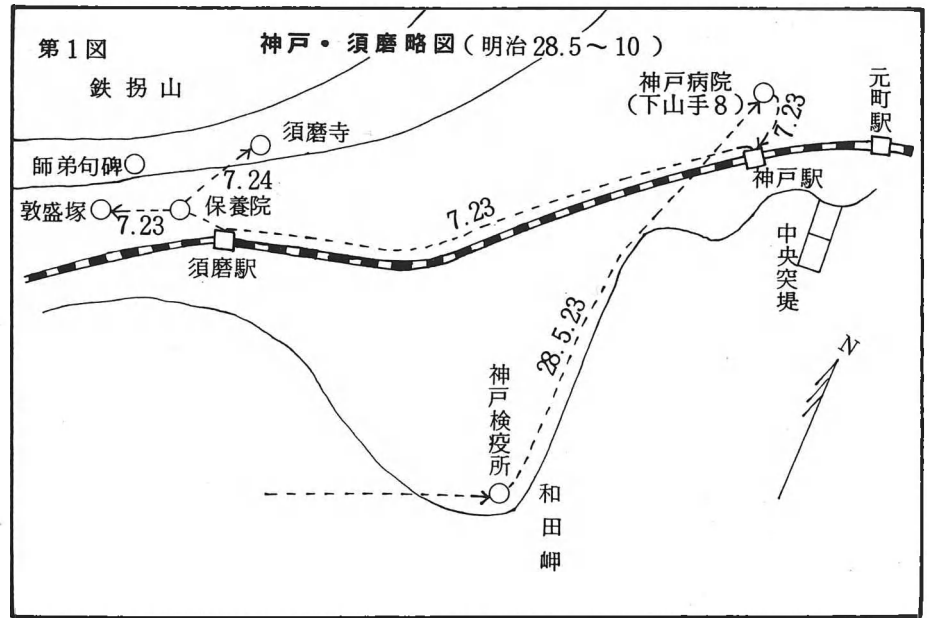 第1図
神戸・須磨略図(明治28.5～10)
鉄拐山
神戸病院
(下山手8)
元町駅
須磨寺
7.23
師弟句碑
神戸駅
7.24
敦盛塚
保養院
7.23
7.23
須磨駅
中央突堤
28.5.23
N
神戸検疫所
和田岬